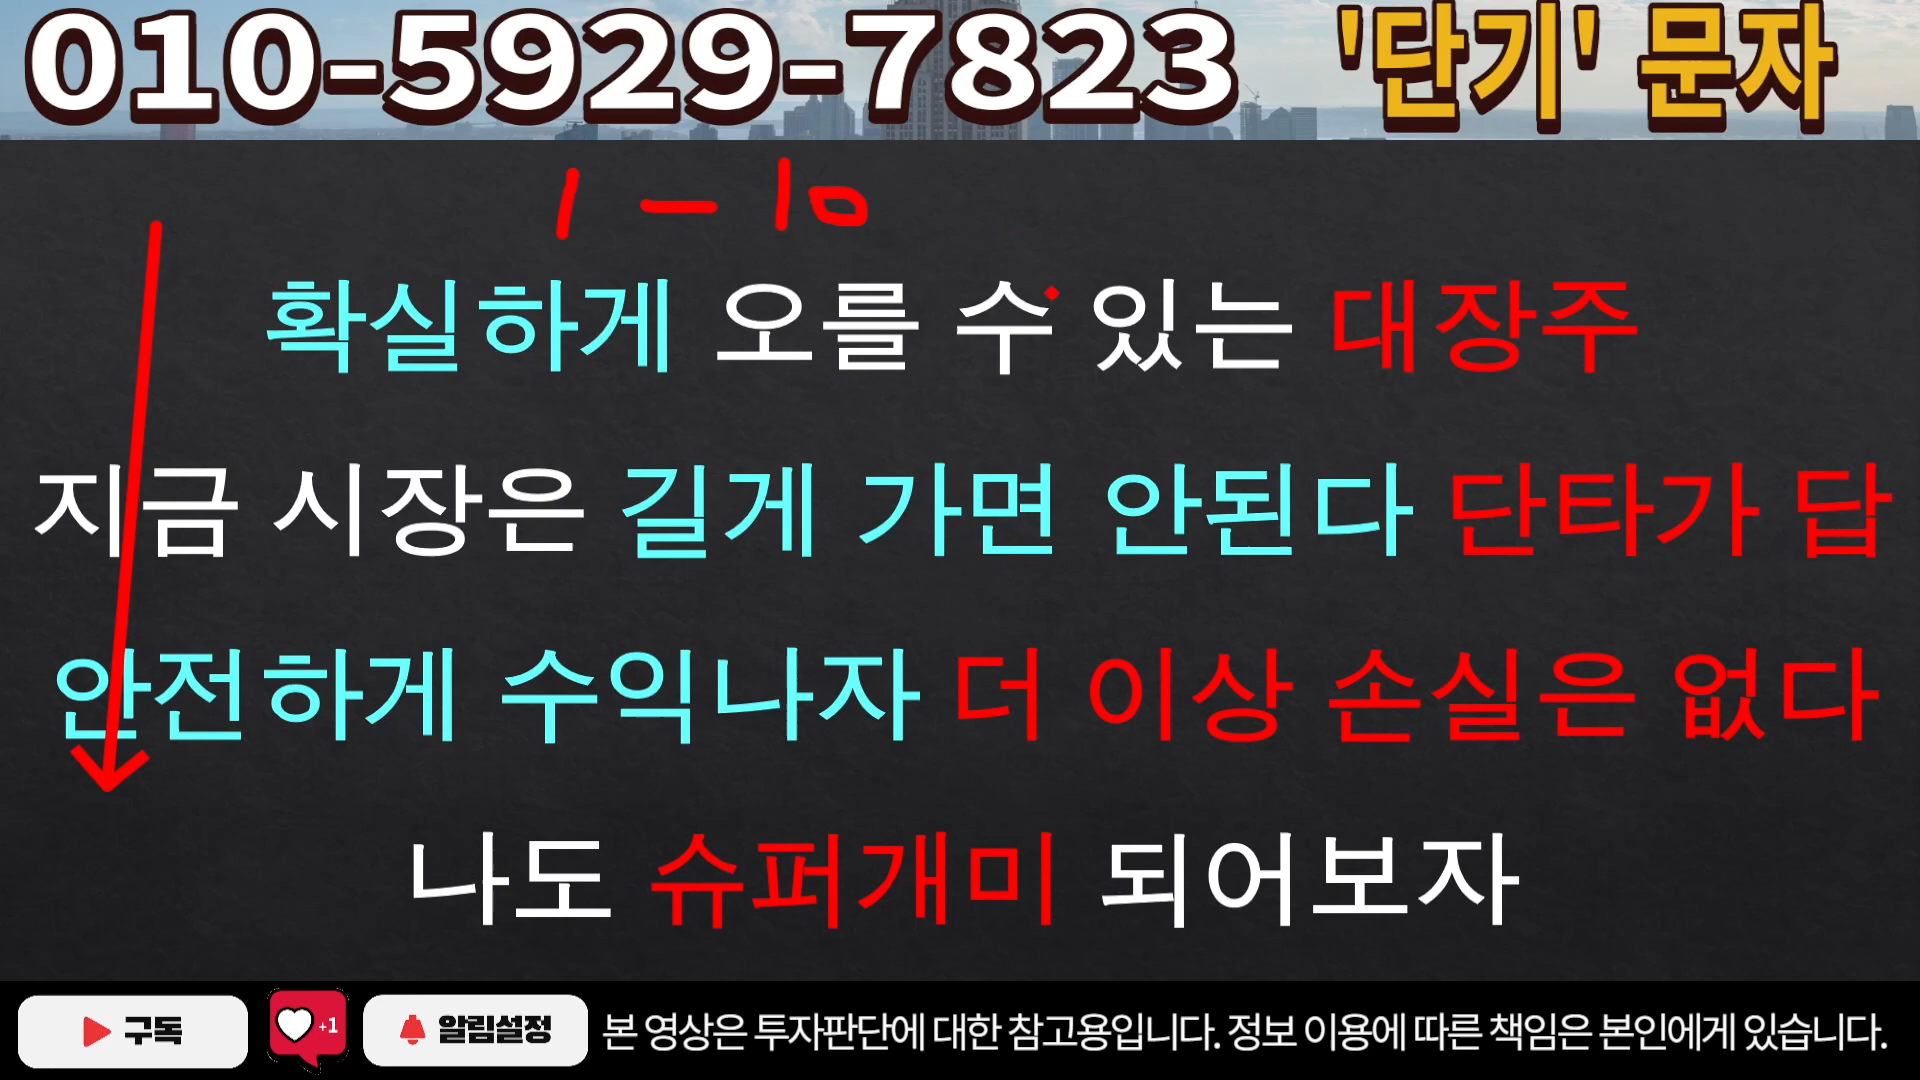 010-5929-7823 '단기' 문자
1 - 10
확실하게 오를 수 있는 대장주
지금 시장은 길게 가면 안된다 단타가 답
안전하게 수익나자 더 이상 손실은 없다
나도 슈퍼개미 되어보자
구독 +1 알림설정 본 영상은 투자판단에 대한 참고용입니다. 정보 이용에 따른 책임은 본인에게 있습니다.